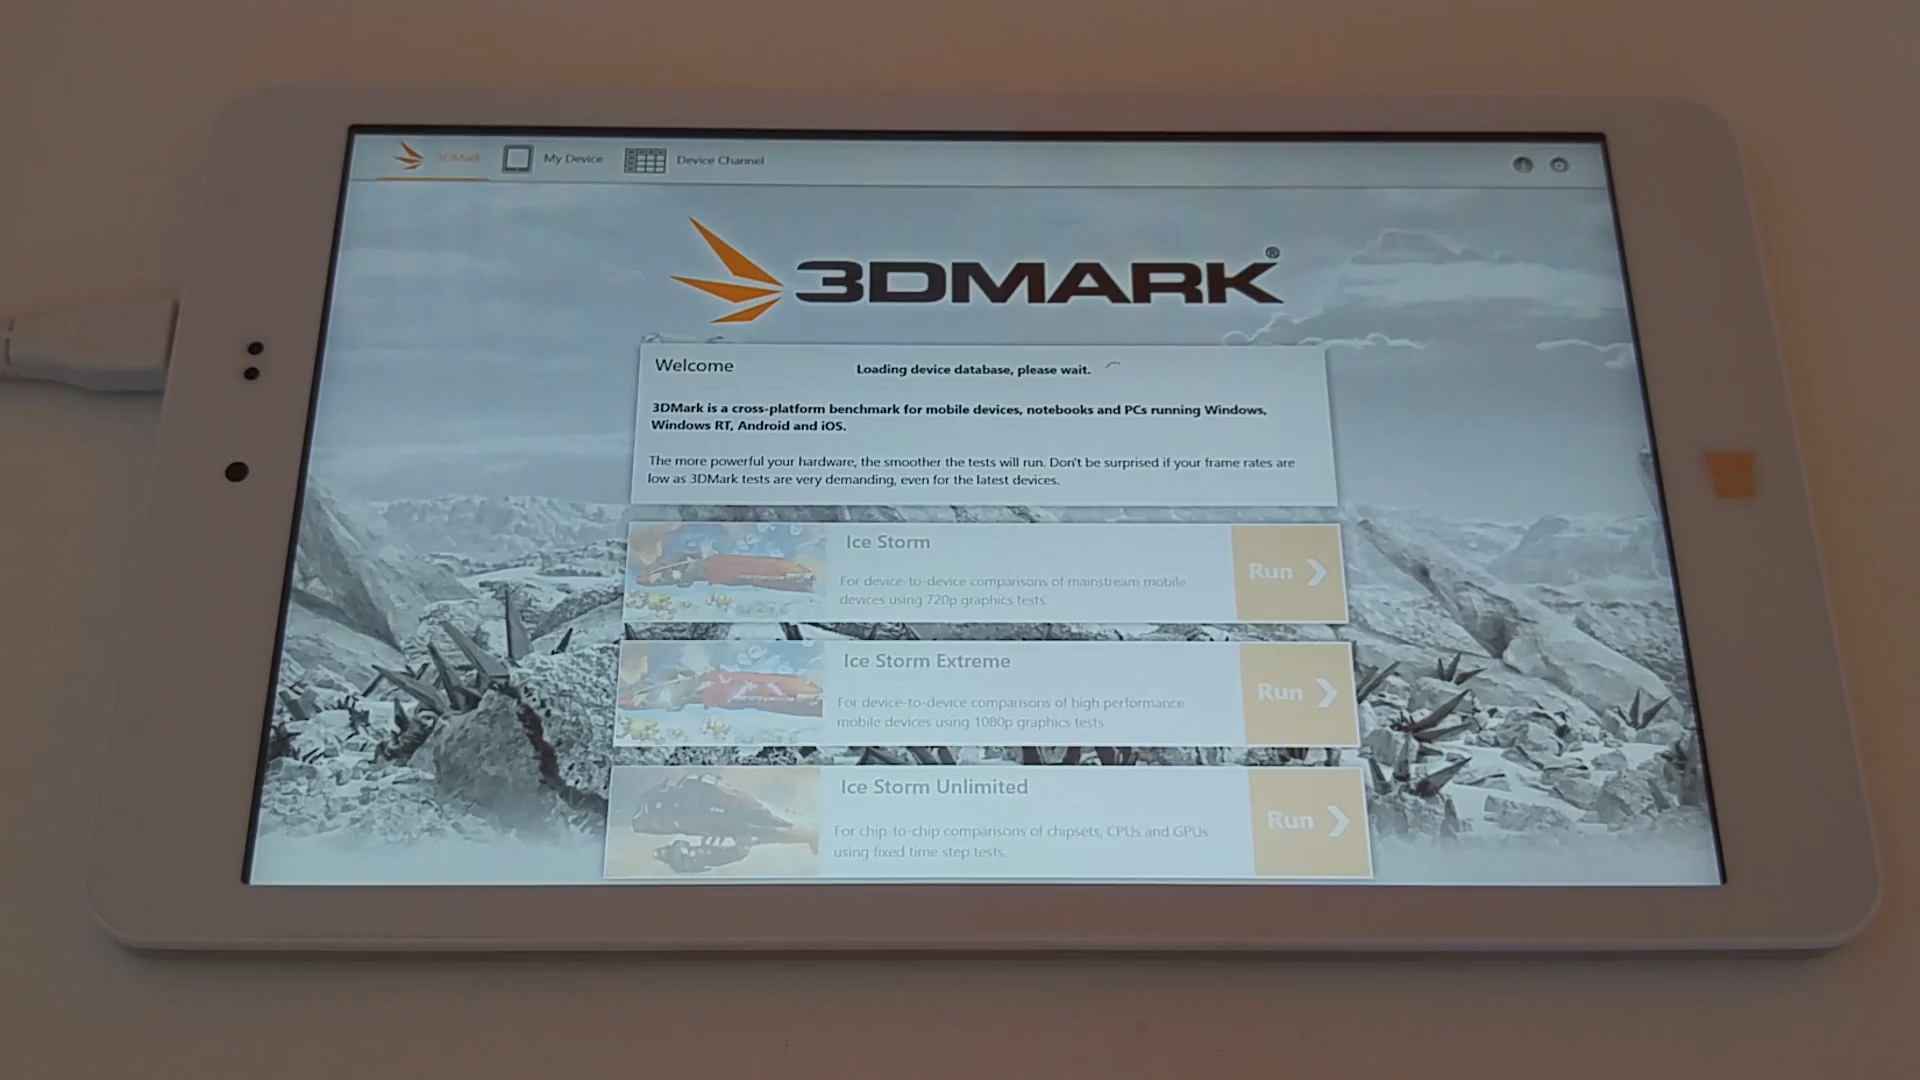 3DMark
My Device
Device Channel
3DMARK®
Welcome
Loading device database, please wait.
3DMark is a cross-platform benchmark for mobile devices, notebooks and PCs running Windows,
Windows RT, Android and iOS.
The more powerful your hardware, the smoother the tests will run. Don't be surprised if your frame rates are
low as 3DMark tests are very demanding, even for the latest devices.
Ice Storm
For device-to-device comparisons of mainstream mobile
devices using 720p graphics tests.
Run
Ice Storm Extreme
For device-to-device comparisons of high performance
mobile devices using 1080p graphics tests
Run
Ice Storm Unlimited
For chip-to-chip comparisons of chipsets, CPUs and GPUs
using fixed time step tests.
Run